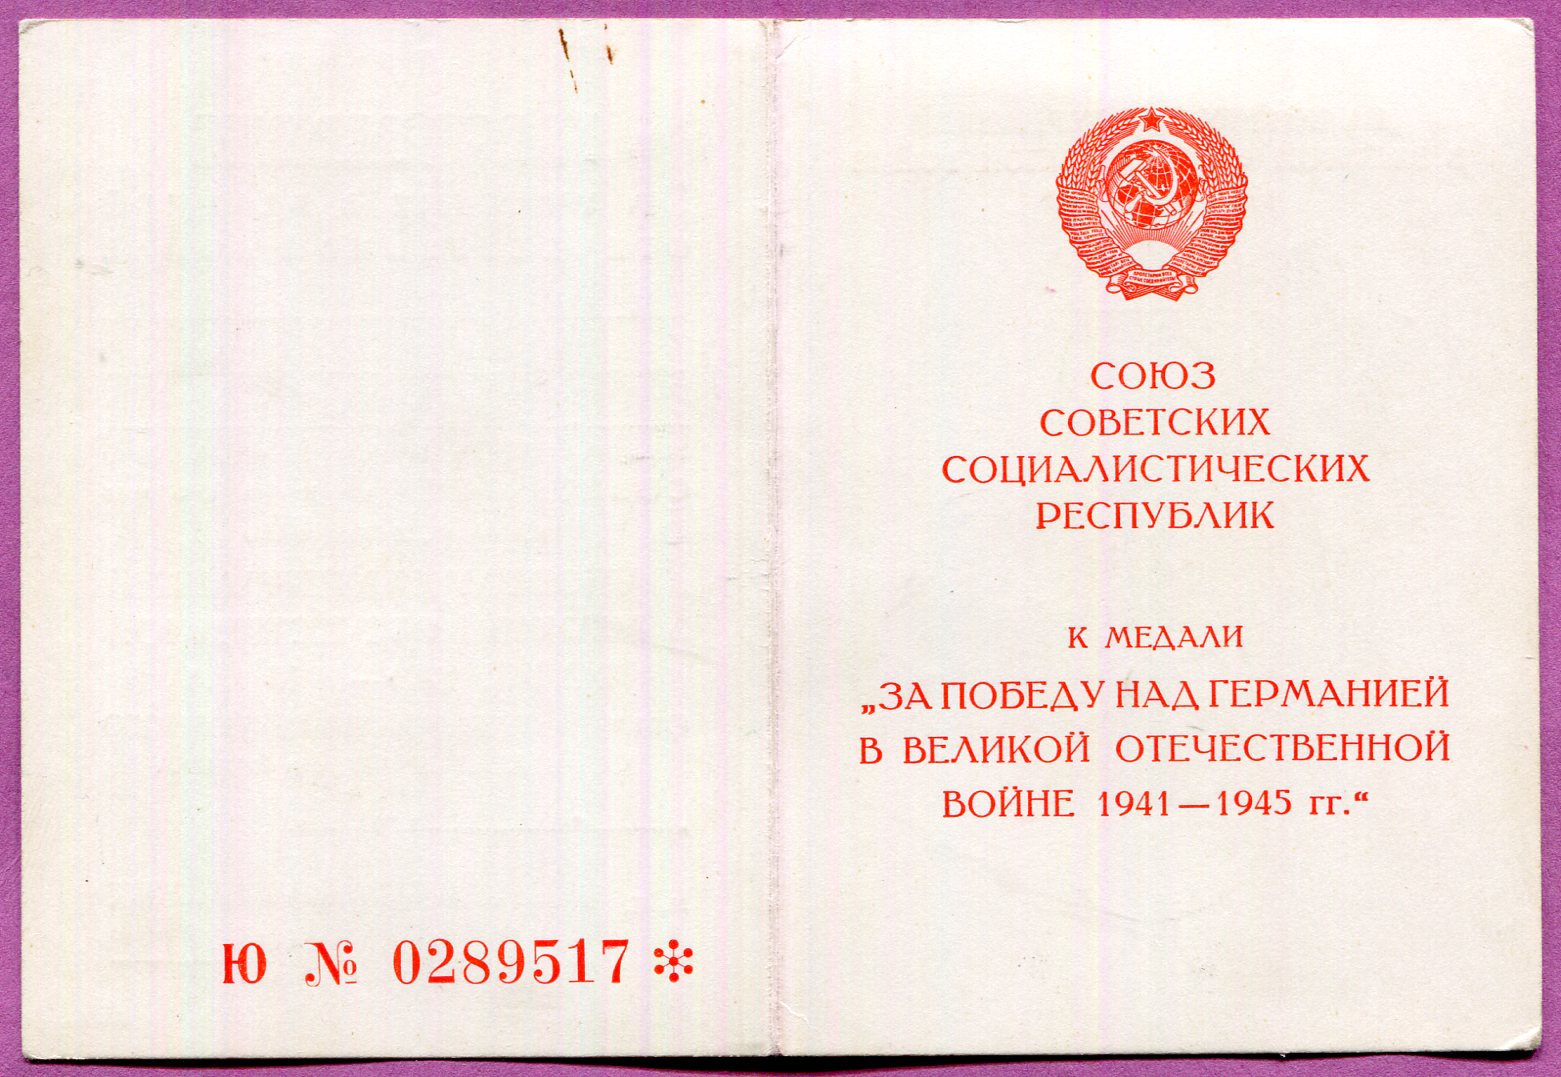 Ю № 0289517
СОЮЗ
СОВЕТСКИХ
СОЦИАЛИСТИЧЕСКИХ
РЕСПУБЛИК
К МЕДАЛИ
„ЗА ПОБЕДУ НАД ГЕРМАНИЕЙ
В ВЕЛИКОЙ ОТЕЧЕСТВЕННОЙ
ВОЙНЕ 1941—1945 гг.“